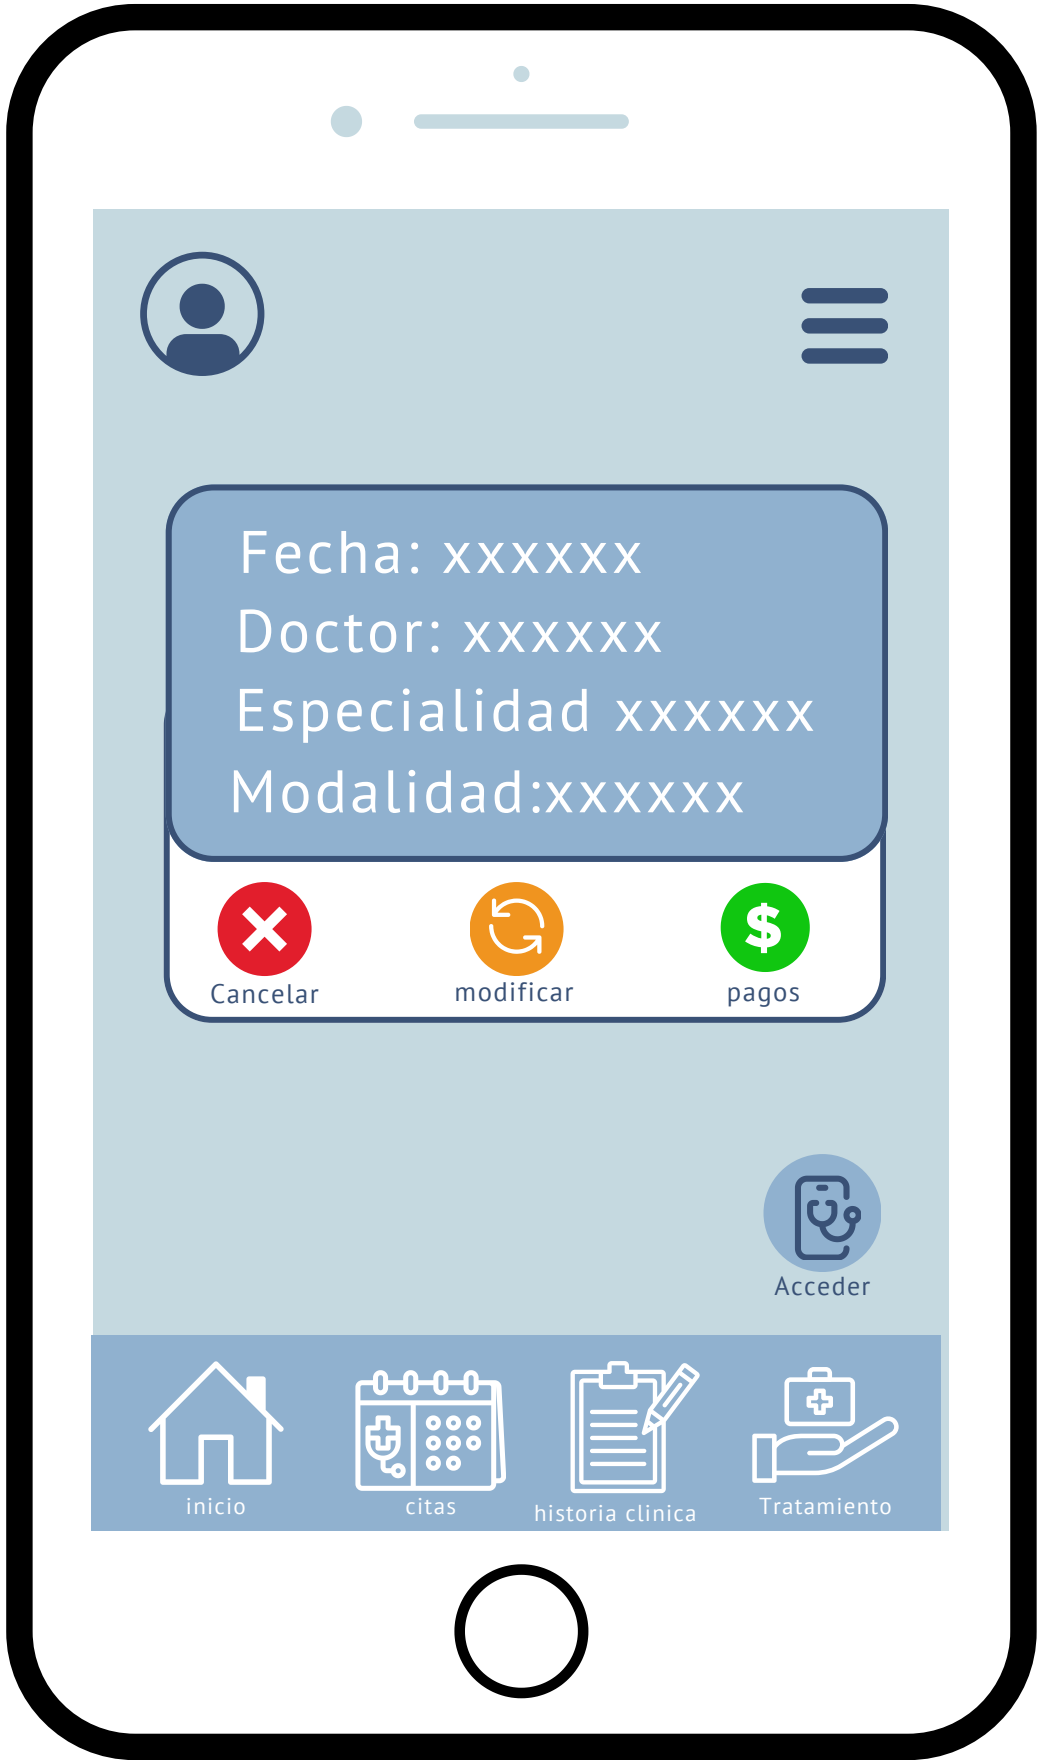 Fecha: xxxxxx
Doctor: xxxxxx
Especialidad xxxxxx
Modalidad:xxxxxx
$
Cancelar
modificar
pagos
Acceder
inicio
citas
historia clinica
Tratamiento